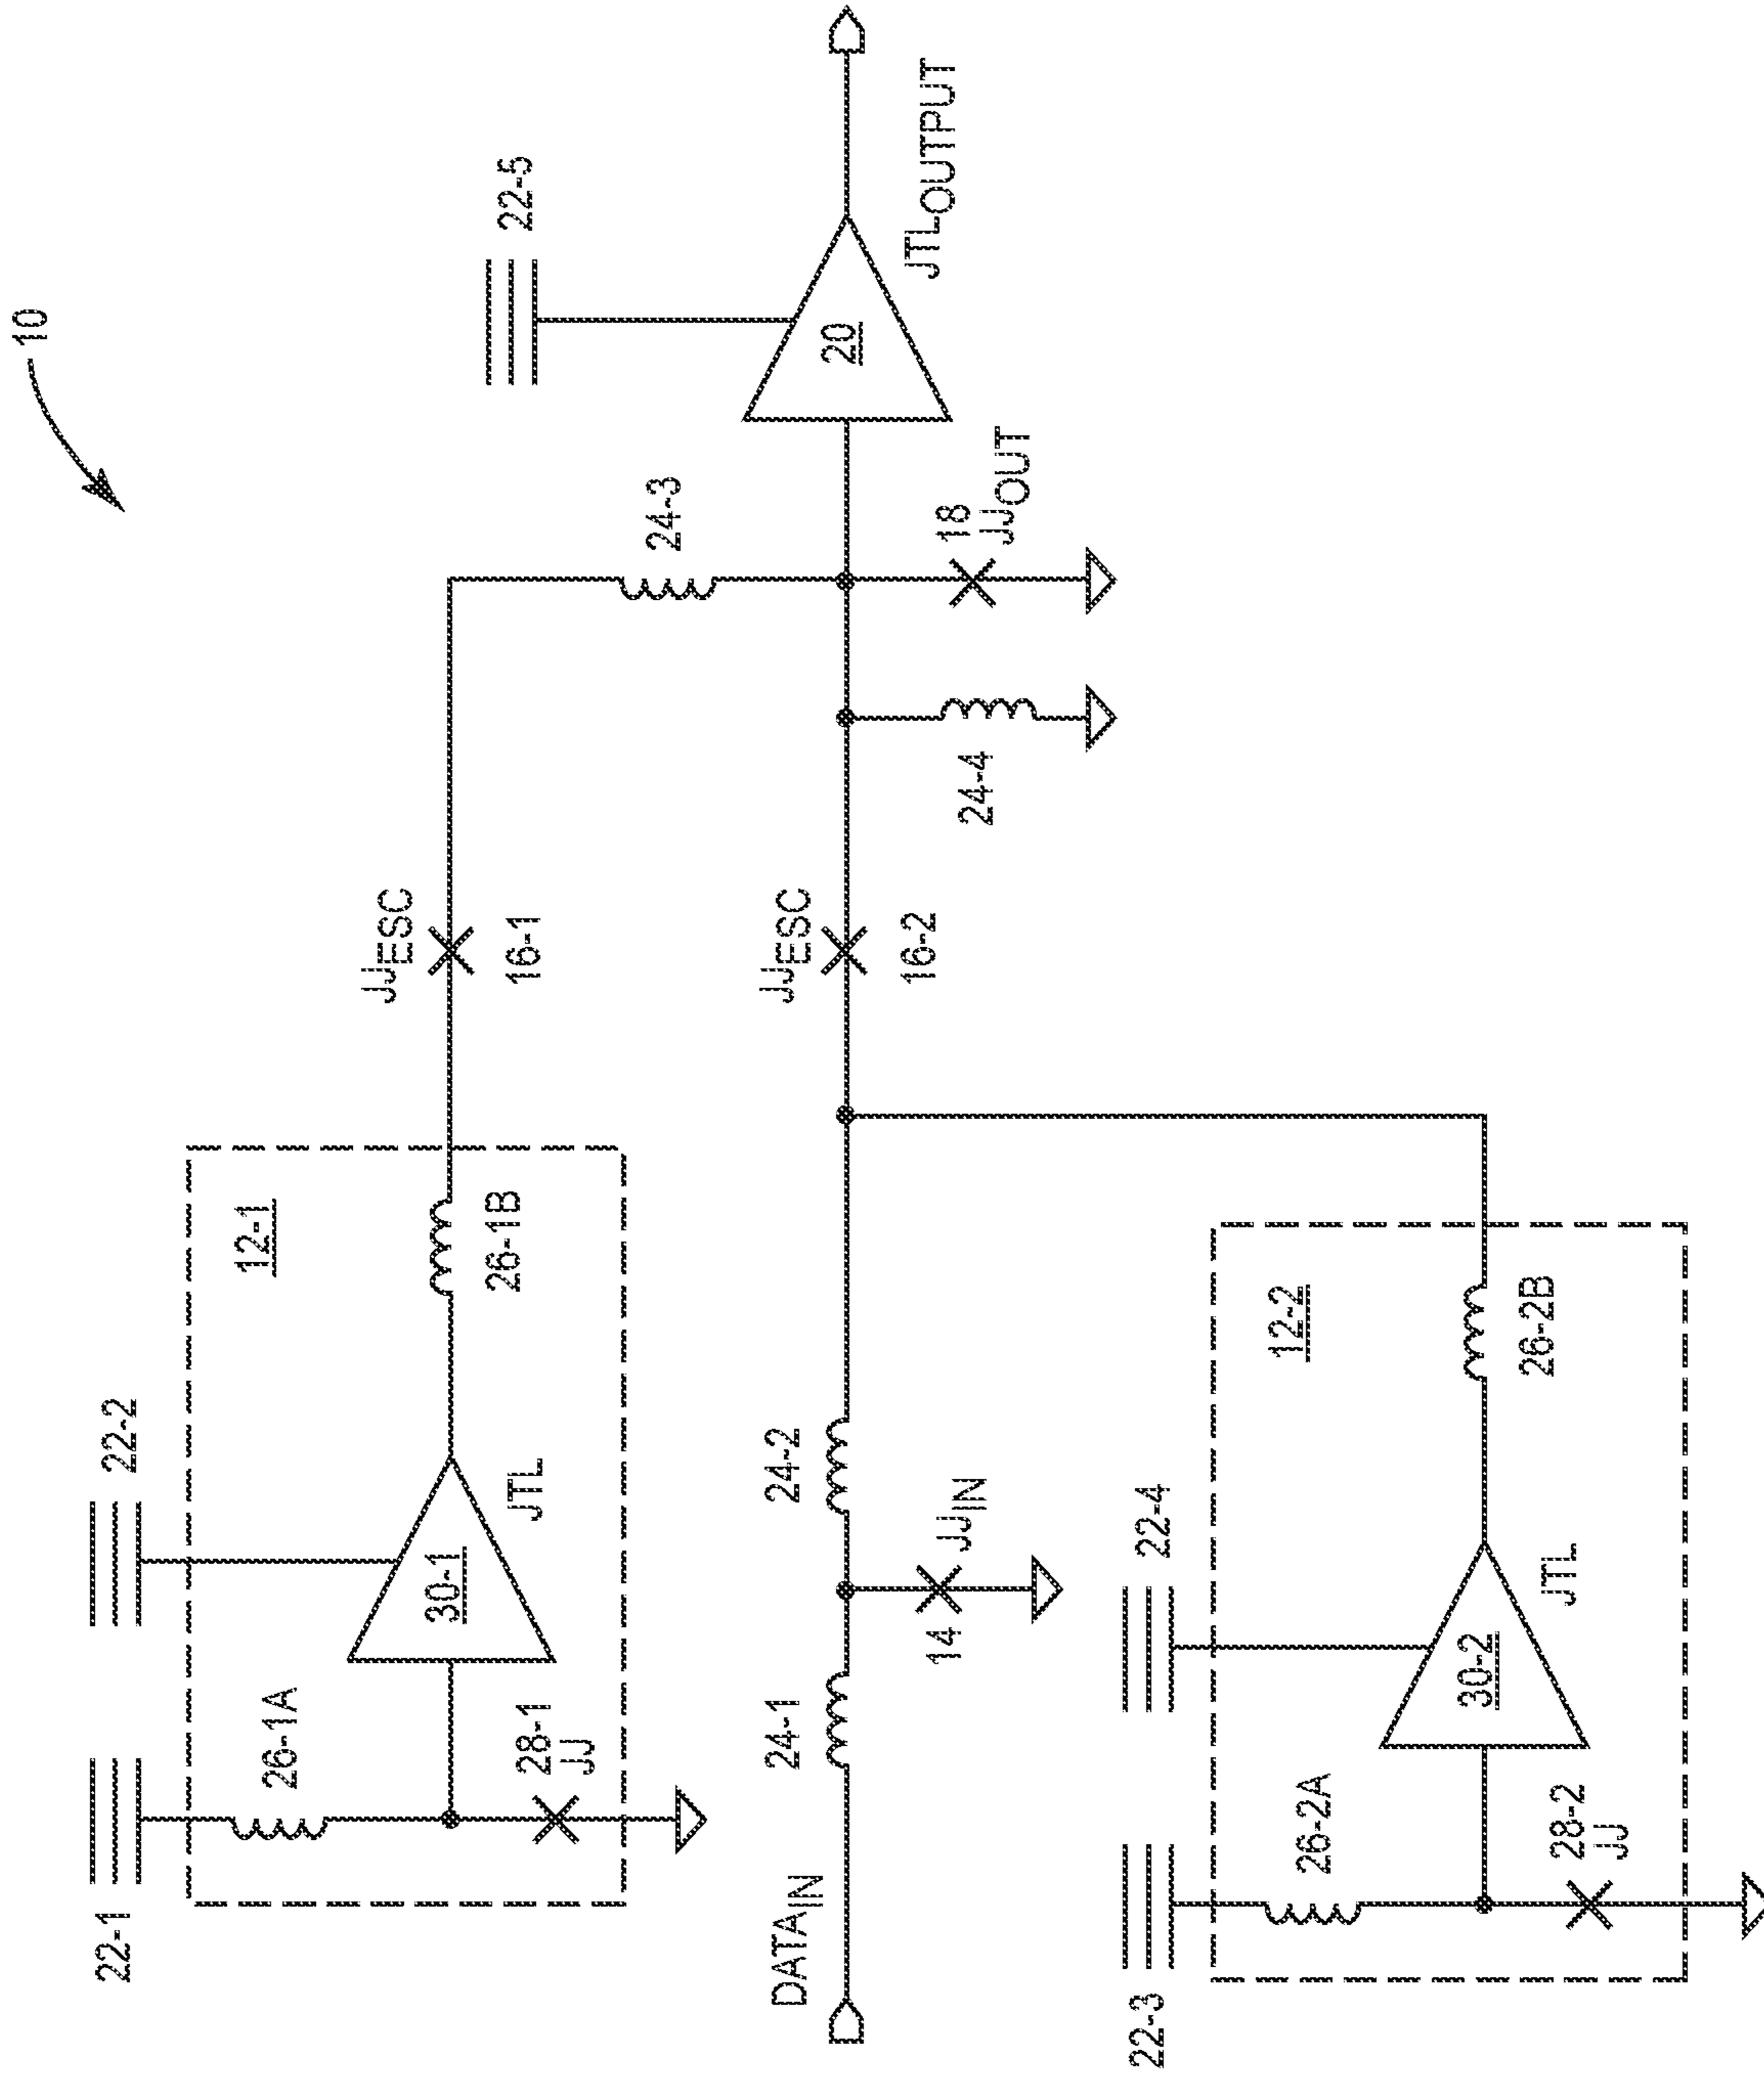 10
22-1
22-2
12-1
26-1A
30-1
JTL
26-1B
28-1
JJ
JJESC
16-1
24-3
22-5
20
JTLOUTPUT
DATAIN
24-1
24-2
14
JJIN
JJESC
16-2
24-4
18
JJOUT
22-3
22-4
12-2
26-2A
30-2
JTL
26-2B
28-2
JJ